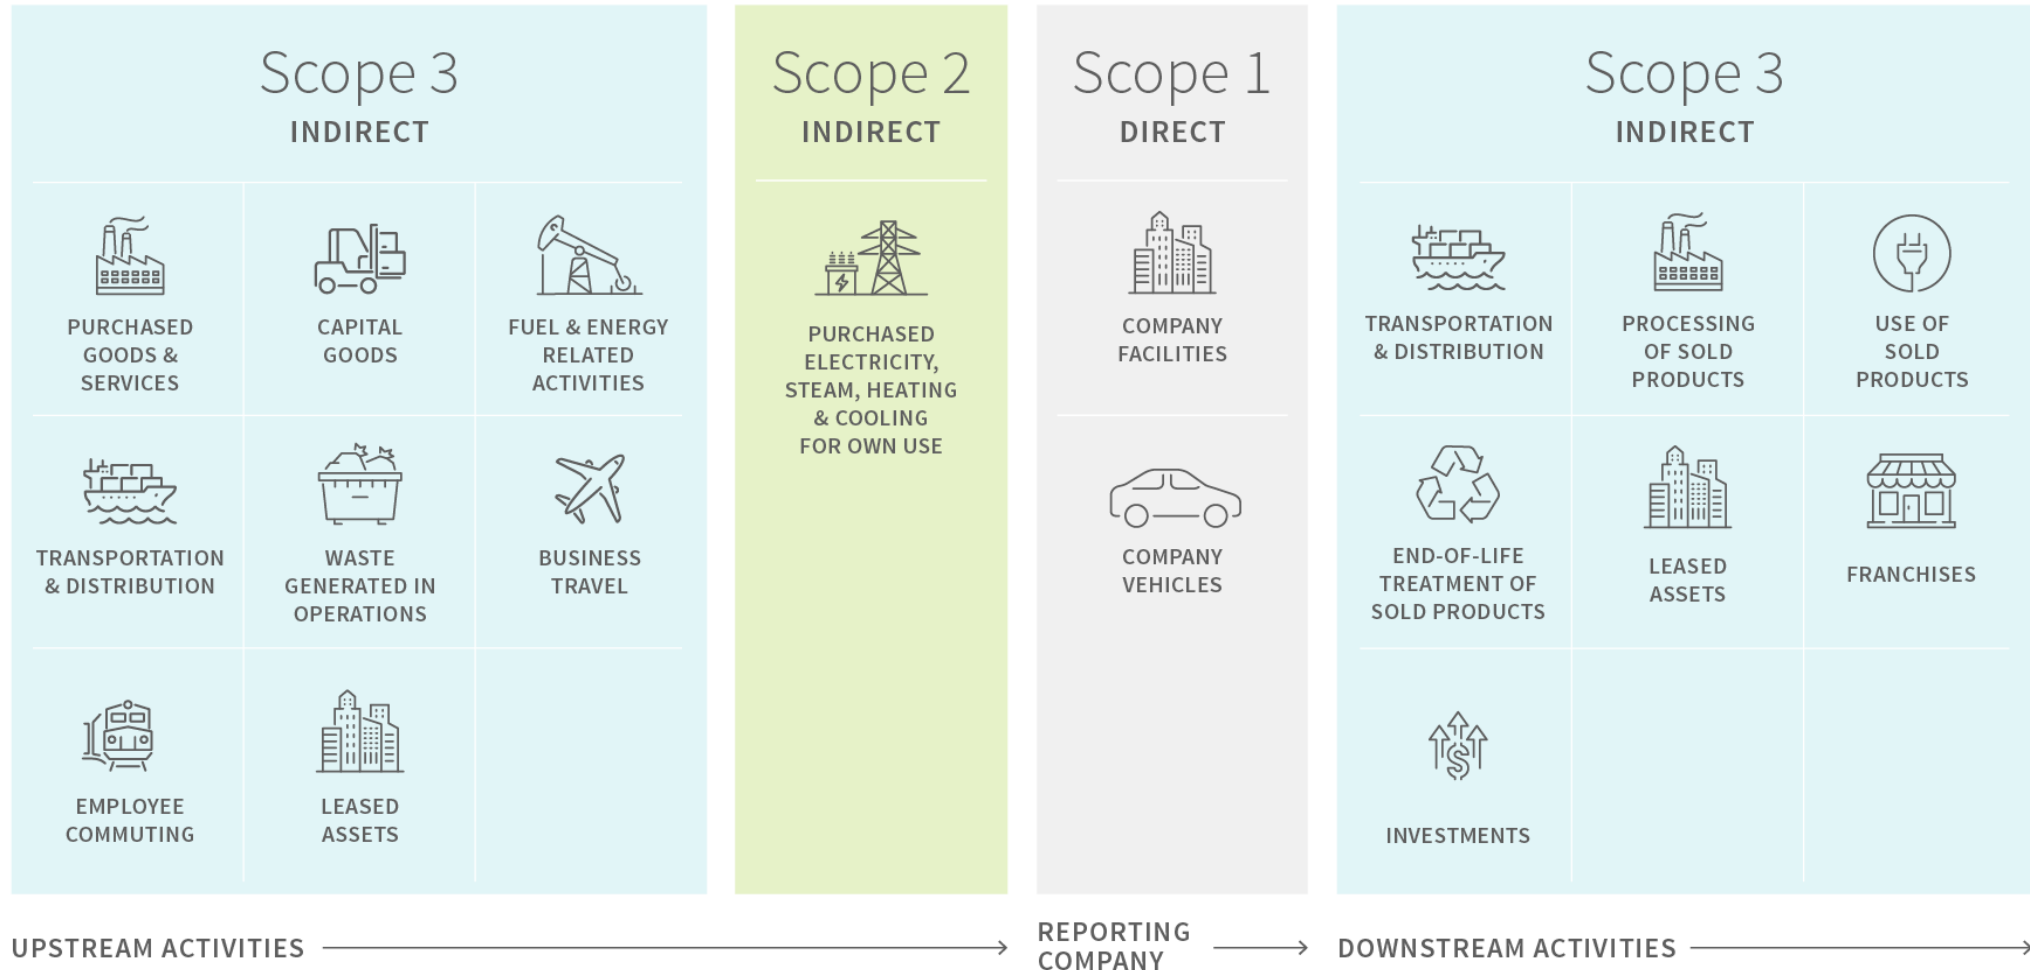 Scope 3
INDIRECT
PURCHASED
GOODS &
SERVICES
CAPITAL
GOODS
FUEL & ENERGY
RELATED
ACTIVITIES
TRANSPORTATION
& DISTRIBUTION
WASTE
GENERATED IN
OPERATIONS
BUSINESS
TRAVEL
EMPLOYEE
COMMUTING
LEASED
ASSETS
Scope 2
INDIRECT
PURCHASED
ELECTRICITY,
STEAM, HEATING
& COOLING
FOR OWN USE
Scope 1
DIRECT
COMPANY
FACILITIES
COMPANY
VEHICLES
Scope 3
INDIRECT
TRANSPORTATION
& DISTRIBUTION
PROCESSING
OF SOLD
PRODUCTS
USE OF
SOLD
PRODUCTS
END-OF-LIFE
TREATMENT OF
SOLD PRODUCTS
LEASED
ASSETS
FRANCHISES
$
INVESTMENTS
UPSTREAM ACTIVITIES
REPORTING
COMPANY
DOWNSTREAM ACTIVITIES